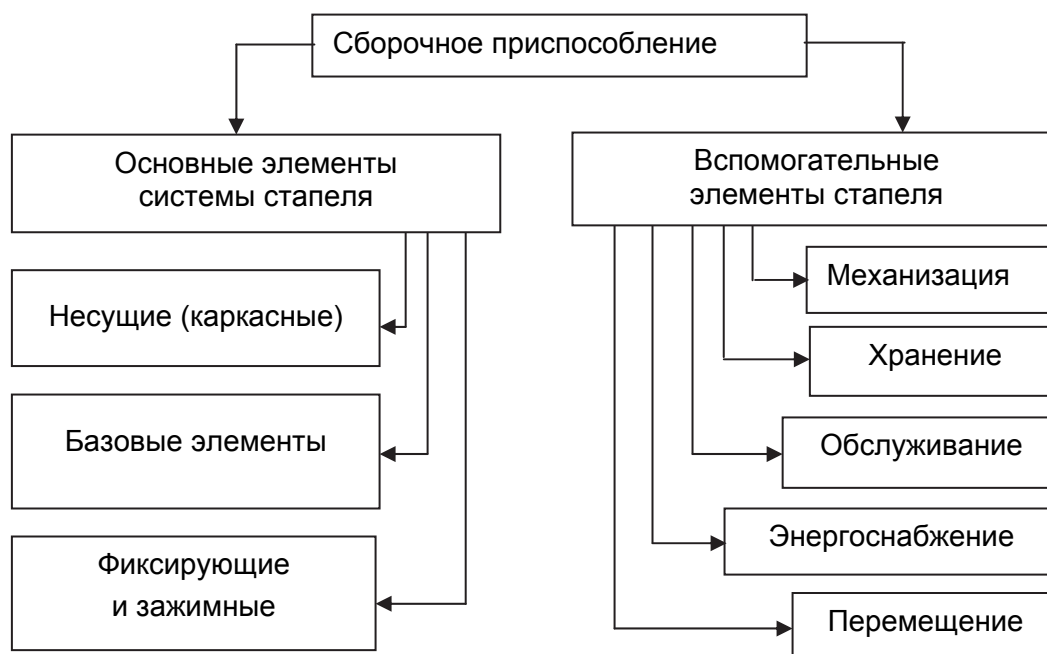 Сборочное приспособление
Основные элементы
системы стапеля
Несущие (каркасные)
Базовые элементы
Фиксирующие
и зажимные
Вспомогательные
элементы стапеля
Механизация
Хранение
Обслуживание
Энергоснабжение
Перемещение